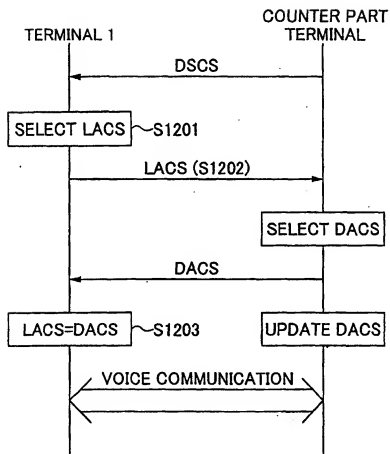 COUNTER PART
TERMINAL 1
TERMINAL
DSCS
SELECT LACS
S1201
LACS (S1202)
SELECT DACS
DACS
LACS=DACS
S1203
UPDATE DACS
VOICE COMMUNICATION